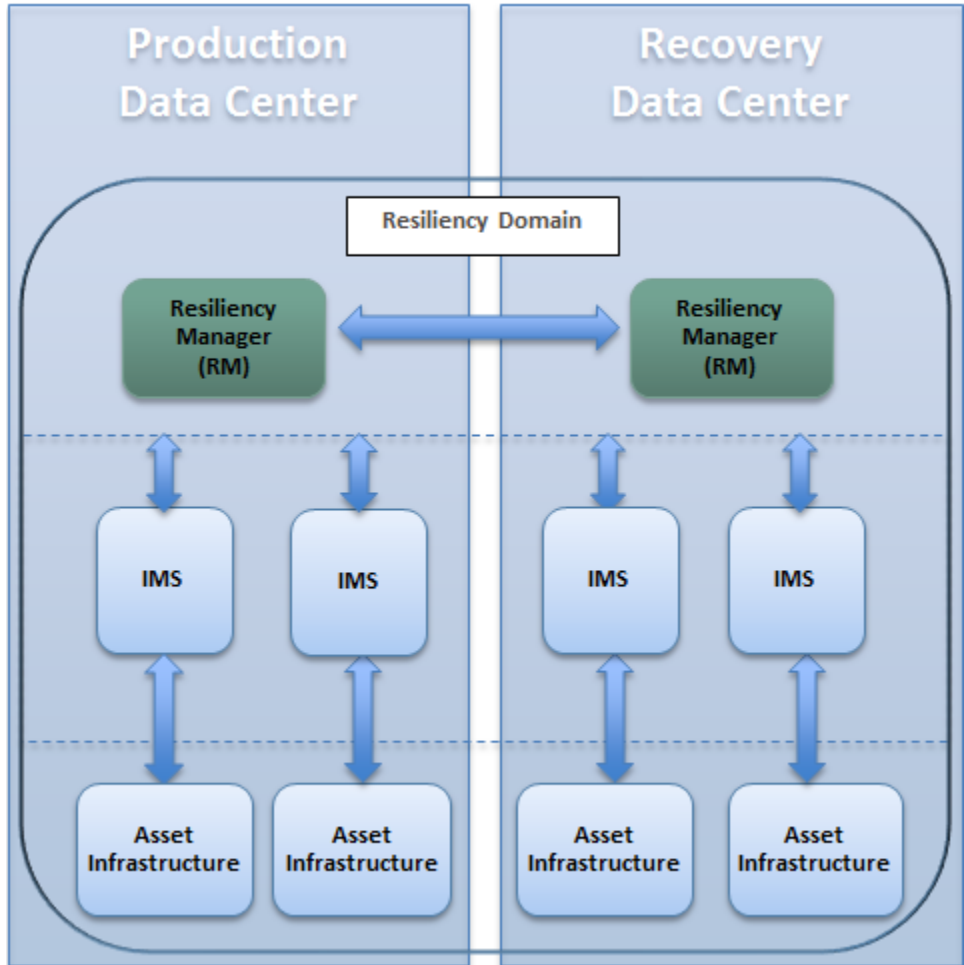 Production
Data Center
Recovery
Data Center
Resiliency Domain
Resiliency
Manager
(RM)
Resiliency
Manager
(RM)
IMS
IMS
IMS
IMS
Asset
Infrastructure
Asset
Infrastructure
Asset
Infrastructure
Asset
Infrastructure